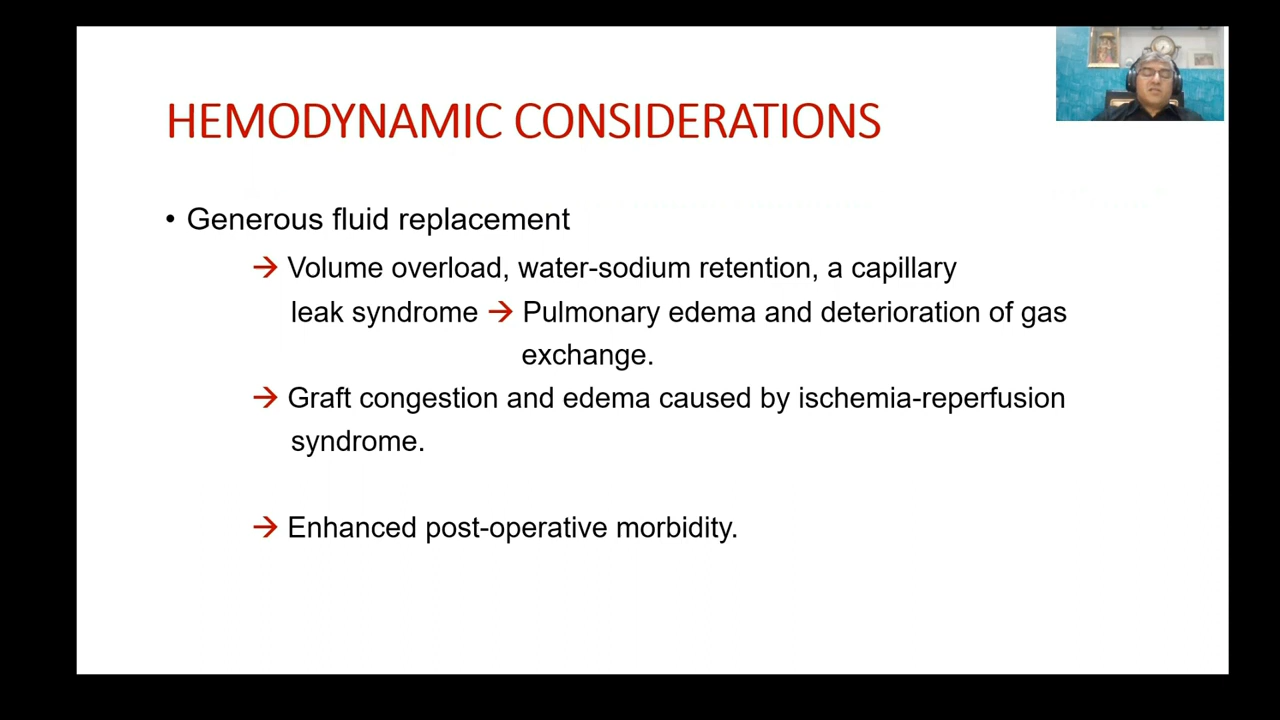 HEMODYNAMIC CONSIDERATIONS
• Generous fluid replacement
→ Volume overload, water-sodium retention, a capillary
leak syndrome → Pulmonary edema and deterioration of gas
exchange.
→ Graft congestion and edema caused by ischemia-reperfusion
syndrome.
→ Enhanced post-operative morbidity.